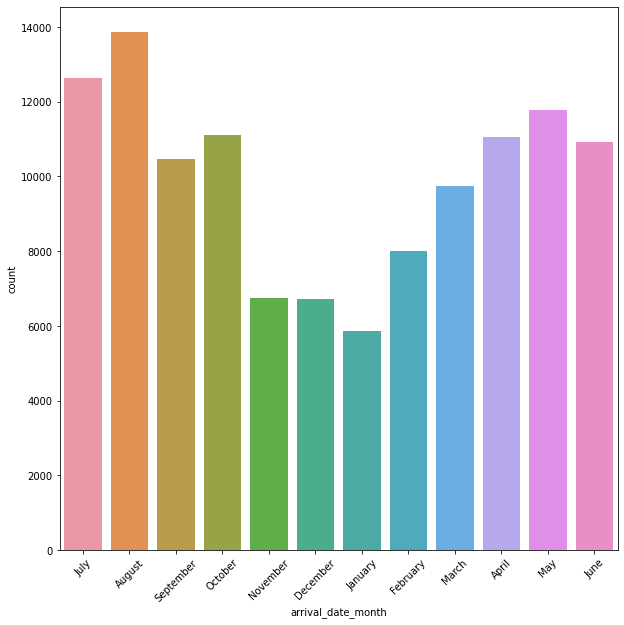 14000
12000
10000
8000
6000
4000
2000
0
count
July
August
September
October
November
December
January
February
March
April
May
June
arrival_date_month